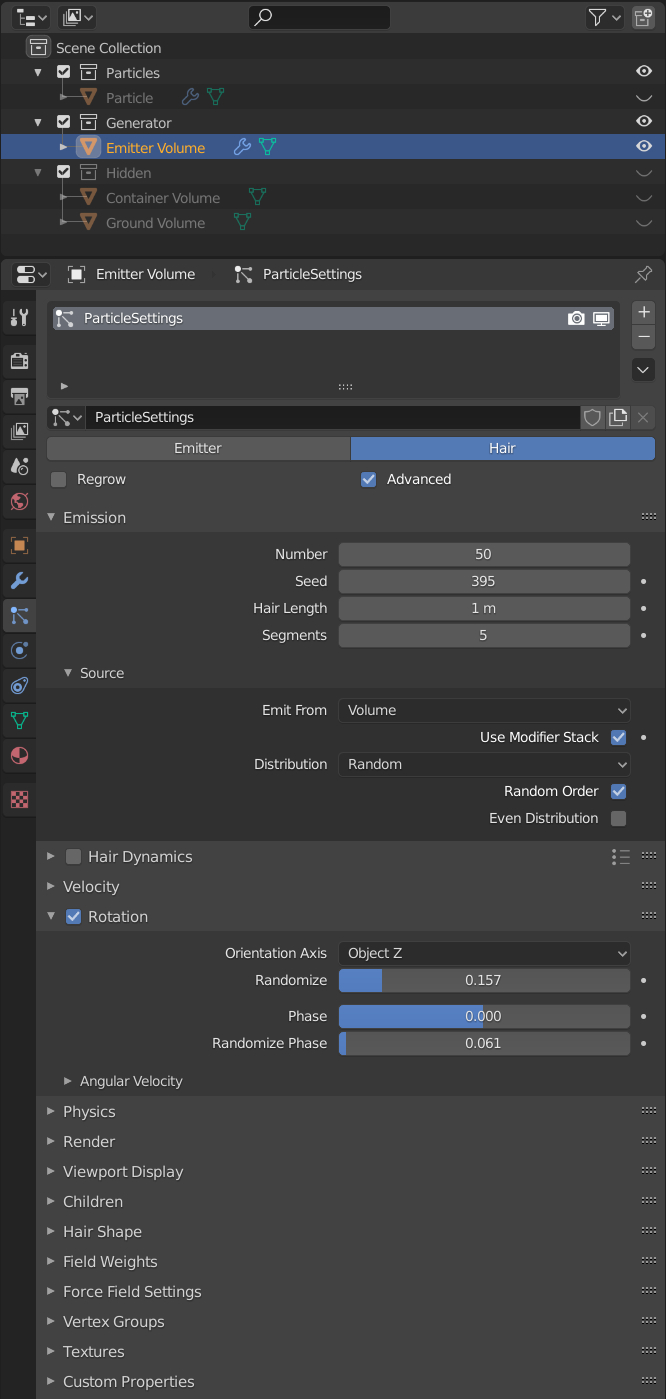 Scene Collection
Particles
Particle
Generator
Emitter Volume
Hidden
Container Volume
Ground Volume
Emitter Volume ParticleSettings
ParticleSettings
ParticleSettings
Emitter Hair
Regrow Advanced
Emission
Number 50
Seed 395
Hair Length 1 m
Segments 5
Source
Emit From Volume
Use Modifier Stack
Distribution Random
Random Order
Even Distribution
Hair Dynamics
Velocity
Rotation
Orientation Axis Object Z
Randomize 0.157
Phase 0.000
Randomize Phase 0.061
Angular Velocity
Physics
Render
Viewport Display
Children
Hair Shape
Field Weights
Force Field Settings
Vertex Groups
Textures
Custom Properties